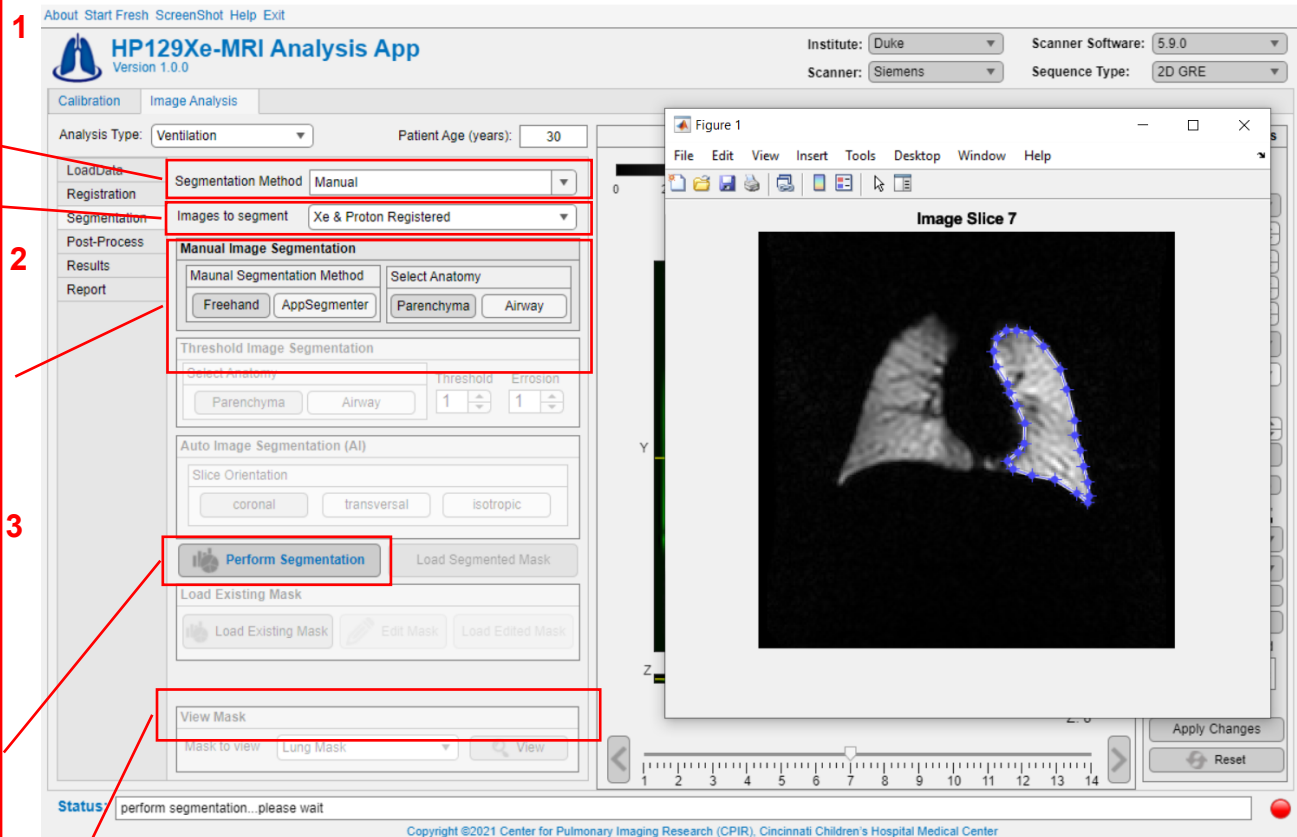 1
2
3
About Start Fresh ScreenShot Help Exit
HP129Xe-MRI Analysis App
Version 1.0.0
Institute: Duke
Scanner Software: 5.9.0
Scanner: Siemens
Sequence Type: 2D GRE
Calibration Image Analysis
Analysis Type: Ventilation
Patient Age (years): 30
LoadData
Registration
Segmentation
Post-Process
Results
Report
Segmentation Method Manual
Images to segment Xe & Proton Registered
Manual Image Segmentation
Maunal Segmentation Method
Select Anatomy
Freehand AppSegmenter
Parenchyma Airway
Threshold Image Segmentation
Select Anatomy
Threshold Errosion
Parenchyma Airway
1 1
Auto Image Segmentation (AI)
Slice Orientation
coronal transversal isotropic
Perform Segmentation Load Segmented Mask
Load Existing Mask
Load Existing Mask Edit Mask Load Edited Mask
View Mask
Mask to view Lung Mask View
0
Y
Z
Figure 1
File Edit View Insert Tools Desktop Window Help
Image Slice 7
1 2 3 4 5 6 7 8 9 10 11 12 13 14
Apply Changes
Reset
Status: perform segmentation...please wait
Copyright ©2021 Center for Pulmonary Imaging Research (CPIR), Cincinnati Children's Hospital Medical Center